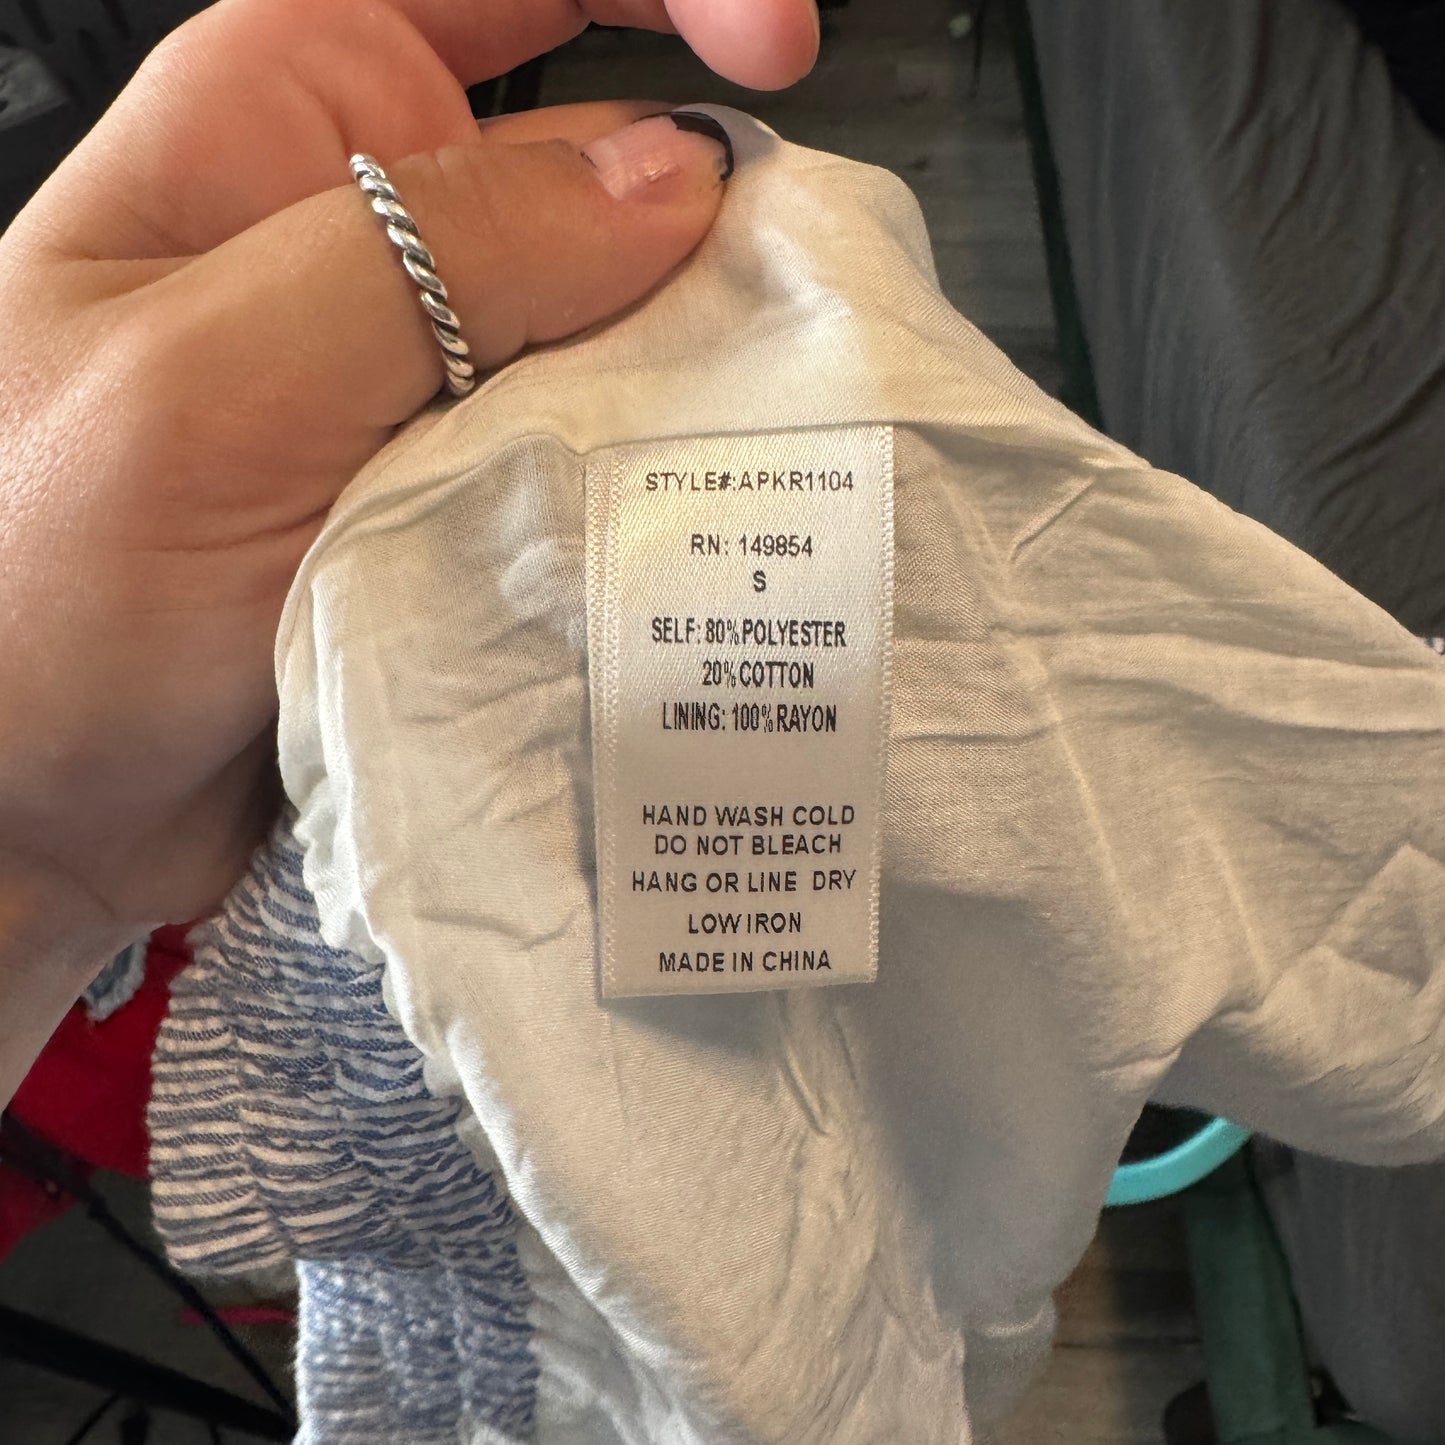 STYLE#:APKR1104
RN: 149854
S
SELF: 80% POLYESTER
20% COTTON
LINING: 100% RAYON
HAND WASH COLD
DO NOT BLEACH
HANG OR LINE DRY
LOW IRON
MADE IN CHINA